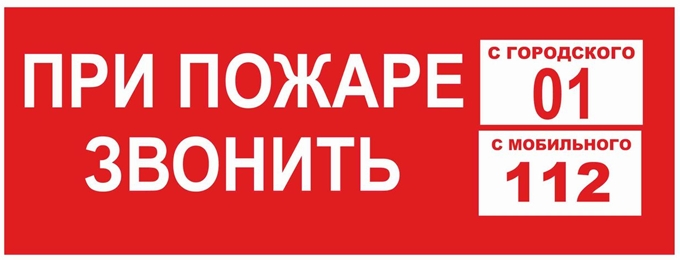 ПРИ ПОЖАРЕ
ЗВОНИТЬ
С ГОРОДСКОГО
01
С МОБИЛЬНОГО
112